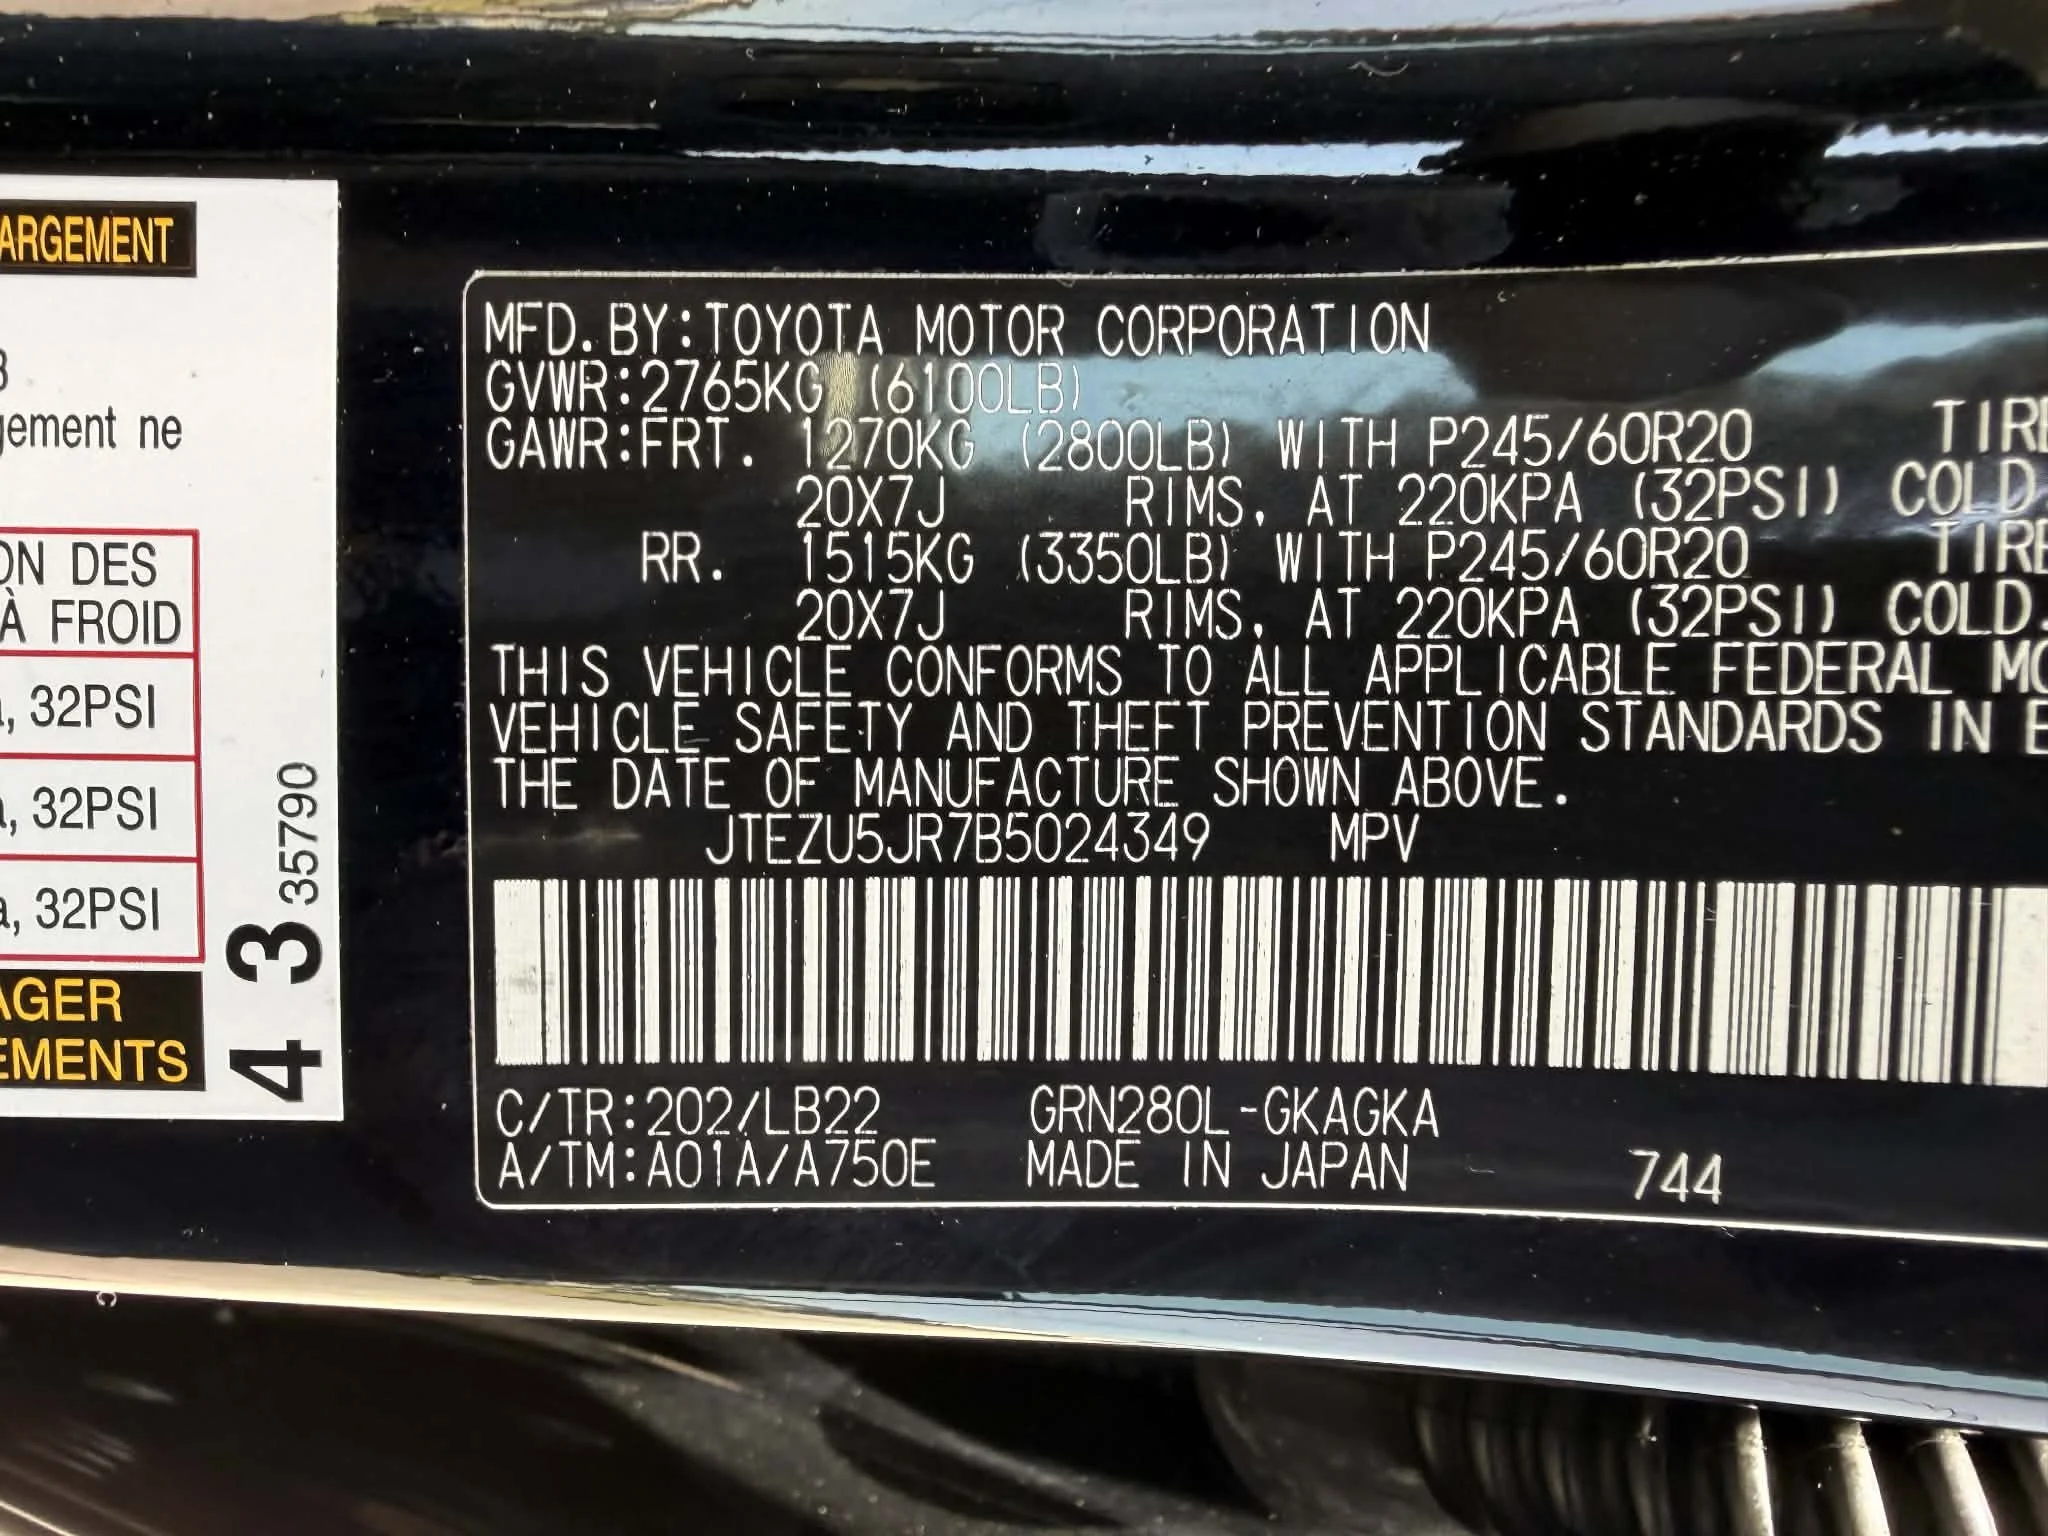 ARGEMENT
gement ne
ON DES
À FROID
, 32PSI
, 32PSI
, 32PSI
AGER
EMENTS
4 3 35790
MFD. BY:TOYOTA MOTOR CORPORATION
GVWR:2765KG (6100LB)
GAWR:FRT. 1270KG (2800LB) WITH P245/60R20 TIRE
20X7J RIMS, AT 220KPA (32PSI) COLD
RR. 1515KG (3350LB) WITH P245/60R20 TIRE
20X7J RIMS, AT 220KPA (32PSI) COLD.
THIS VEHICLE CONFORMS TO ALL APPLICABLE FEDERAL MO
VEHICLE SAFETY AND THEFT PREVENTION STANDARDS IN E
THE DATE OF MANUFACTURE SHOWN ABOVE.
JTEZU5JR7B5024349 MPV
C/TR:202/LB22 GRN280L-GKAGKA
A/TM:A01A/A750E MADE IN JAPAN 744